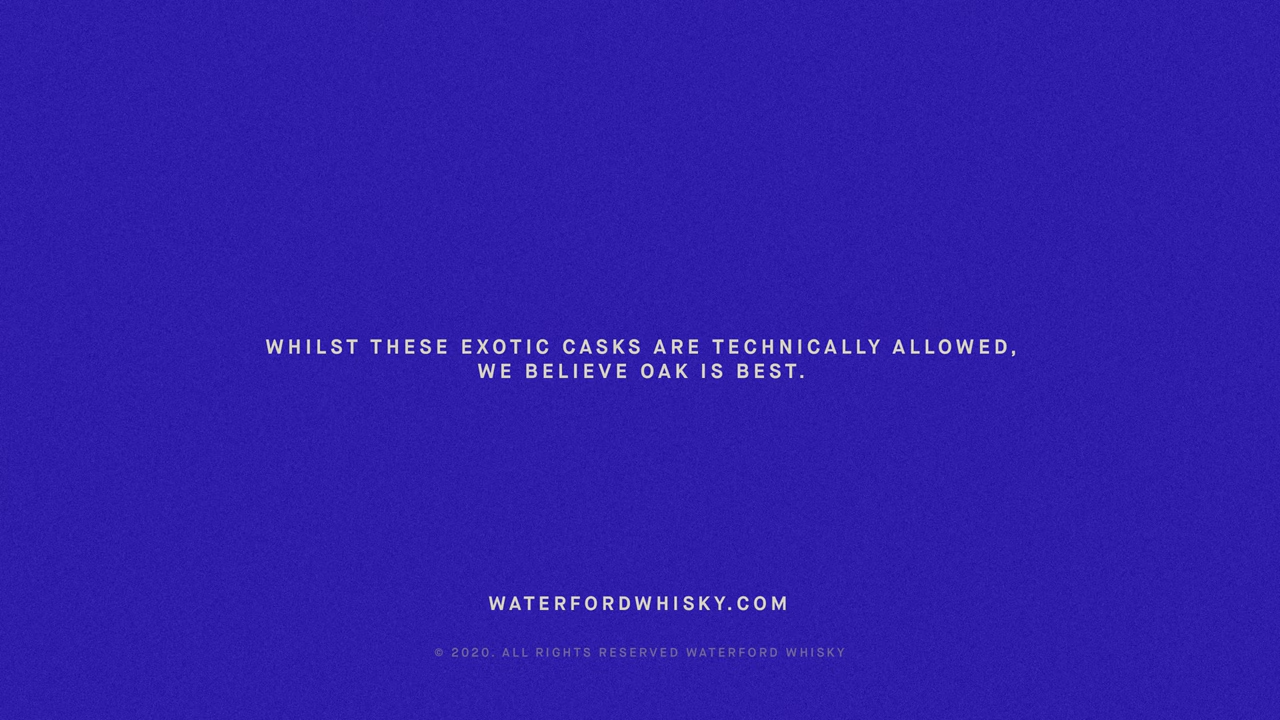 WHILST THESE EXOTIC CASKS ARE TECHNICALLY ALLOWED,
WE BELIEVE OAK IS BEST.
WATERFORDWHISKY.COM
© 2020. ALL RIGHTS RESERVED WATERFORD WHISKY